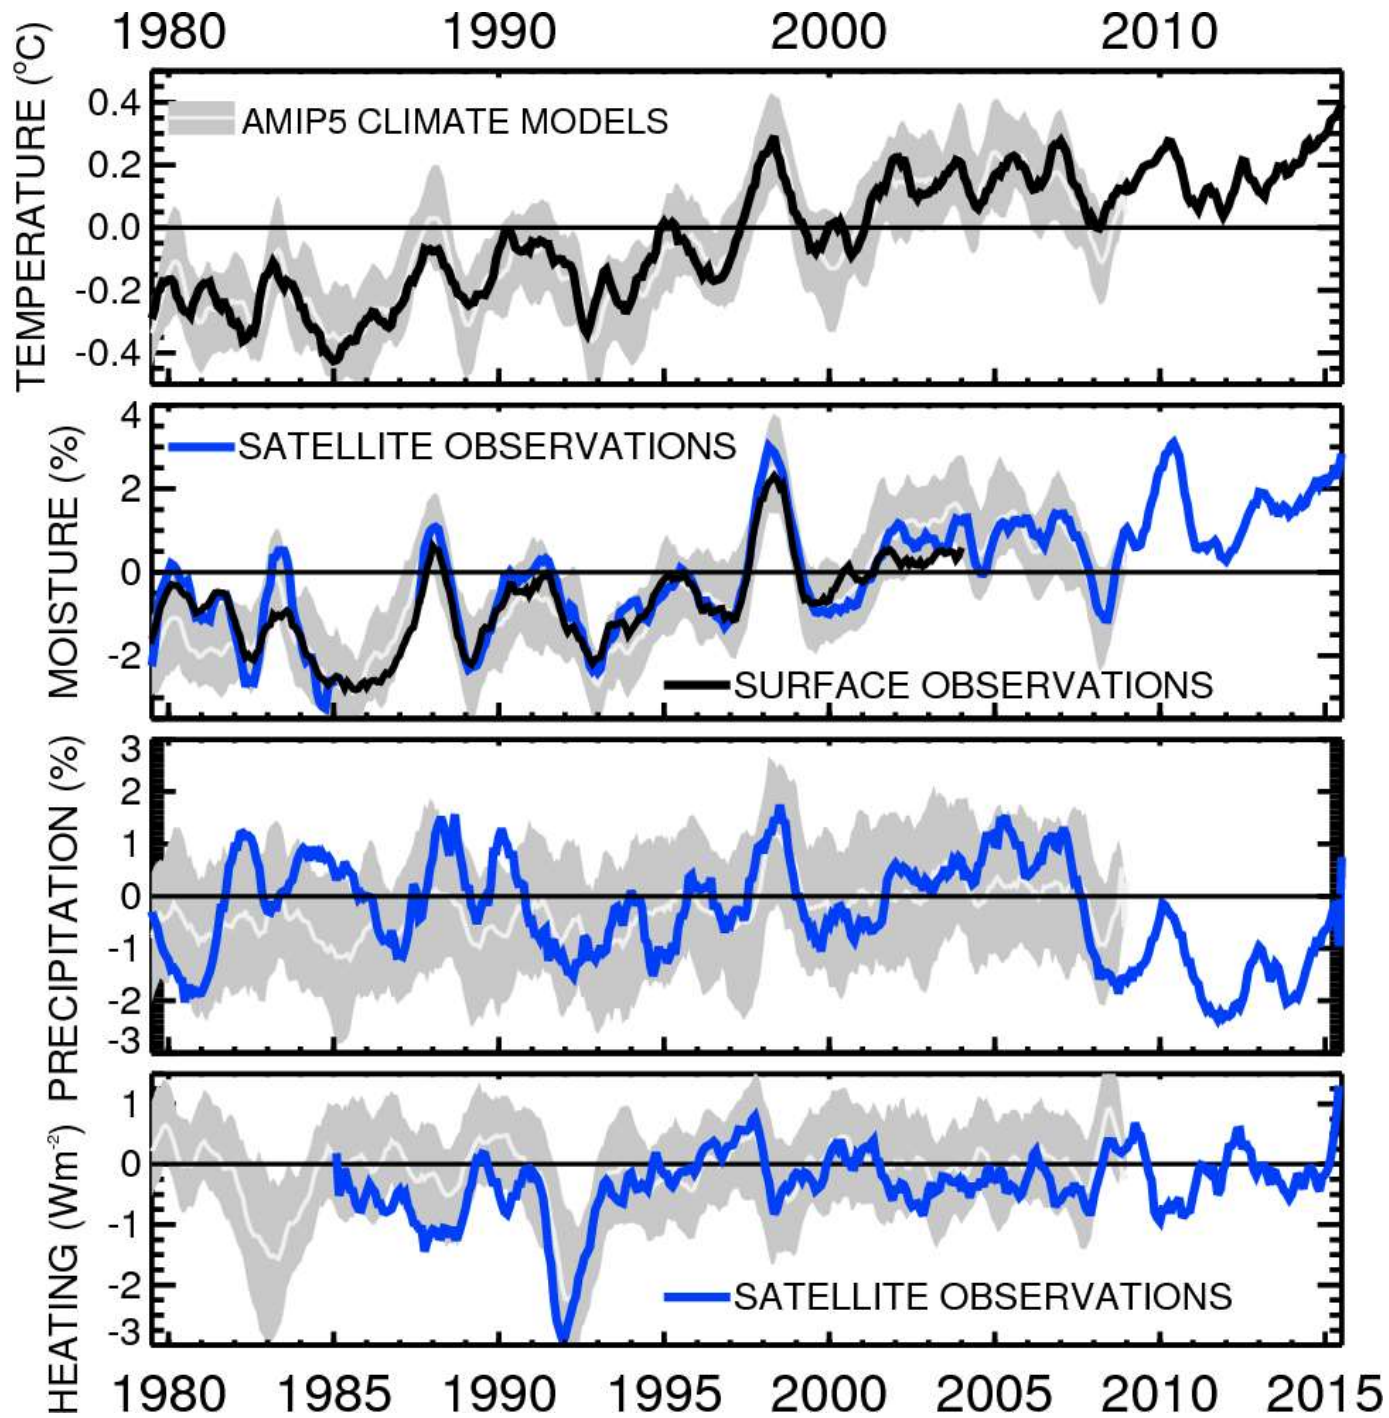 1980 1990 2000 2010
TEMPERATURE (°C)
0.4
0.2
0.0
-0.2
-0.4
AMIP5 CLIMATE MODELS
MOISTURE (%)
4
2
0
-2
SATELLITE OBSERVATIONS
SURFACE OBSERVATIONS
PRECIPITATION (%)
3
2
1
0
-1
-2
-3
HEATING (Wm⁻²)
1
0
-1
-2
-3
SATELLITE OBSERVATIONS
1980 1985 1990 1995 2000 2005 2010 2015